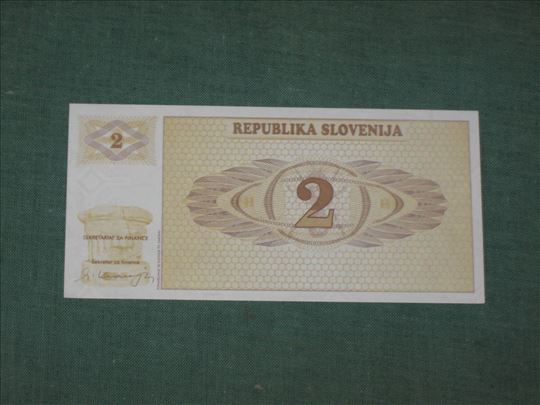 2
REPUBLIKA SLOVENIJA
2
SEKRETARIAT ZA FINANCE
Sekretar za finance